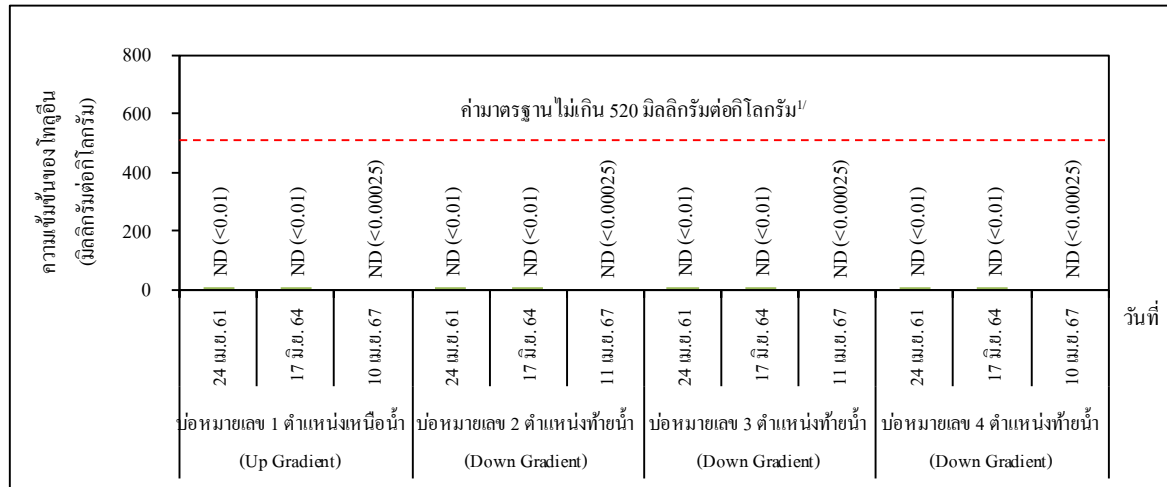 ความเข้มข้นของโทลูอีน
(มิลลิกรัมต่อกิโลกรัม)
800
600
400
200
0
ค่ามาตรฐานไม่เกิน 520 มิลลิกรัมต่อกิโลกรัม1/
ND (<0.01)
ND (<0.01)
ND (<0.00025)
ND (<0.01)
ND (<0.01)
ND (<0.00025)
ND (<0.01)
ND (<0.01)
ND (<0.00025)
ND (<0.01)
ND (<0.01)
ND (<0.00025)
24 เม.ย. 61
17 มิ.ย. 64
10 เม.ย. 67
24 เม.ย. 61
17 มิ.ย. 64
11 เม.ย. 67
24 เม.ย. 61
17 มิ.ย. 64
11 เม.ย. 67
24 เม.ย. 61
17 มิ.ย. 64
10 เม.ย. 67
วันที่
บ่อหมายเลข 1 ตำแหน่งเหนือน้ำ
(Up Gradient)
บ่อหมายเลข 2 ตำแหน่งท้ายน้ำ
(Down Gradient)
บ่อหมายเลข 3 ตำแหน่งท้ายน้ำ
(Down Gradient)
บ่อหมายเลข 4 ตำแหน่งท้ายน้ำ
(Down Gradient)